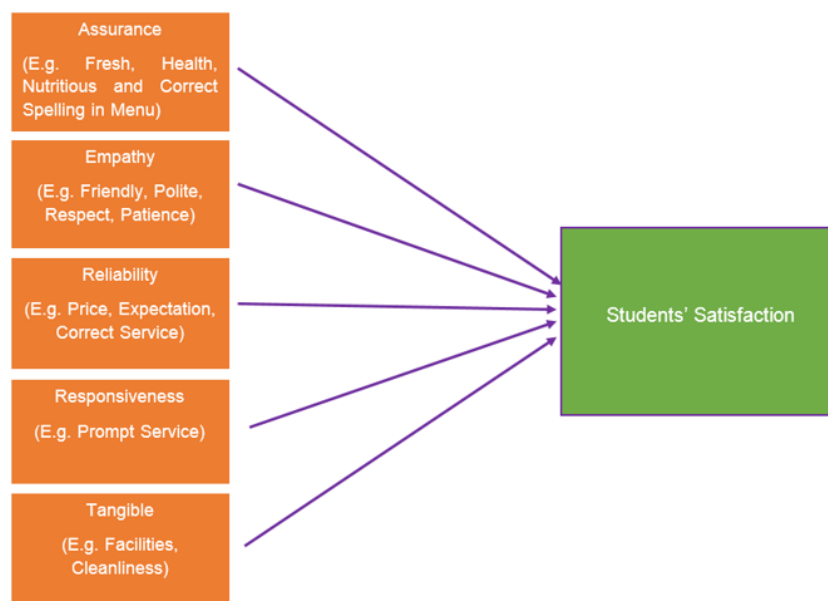 Assurance
(E.g. Fresh, Health,
Nutritious and Correct
Spelling in Menu)
Empathy
(E.g. Friendly, Polite,
Respect, Patience)
Reliability
(E.g. Price, Expectation,
Correct Service)
Responsiveness
(E.g. Prompt Service)
Tangible
(E.g. Facilities,
Cleanliness)
Students’ Satisfaction